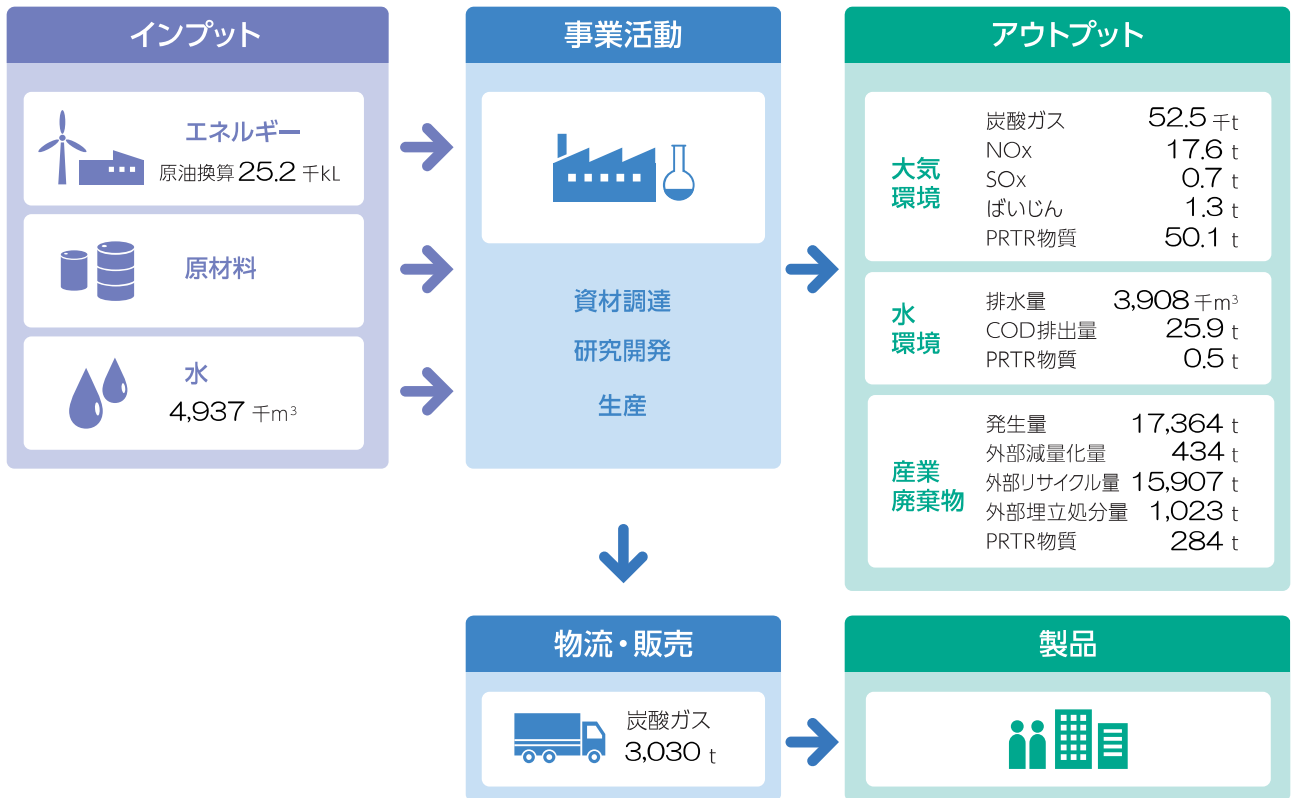 インプット
エネルギー
原油換算 25.2 千kL
原材料
水
4,937 千m³
事業活動
資材調達
研究開発
生産
アウトプット
大気
環境
炭酸ガス 52.5 千t
NOx 17.6 t
SOx 0.7 t
ばいじん 1.3 t
PRTR物質 50.1 t
水
環境
排水量 3,908 千m³
COD排出量 25.9 t
PRTR物質 0.5 t
産業
廃棄物
発生量 17,364 t
外部減量化量 434 t
外部リサイクル量 15,907 t
外部埋立処分量 1,023 t
PRTR物質 284 t
物流・販売
炭酸ガス
3,030 t
製品